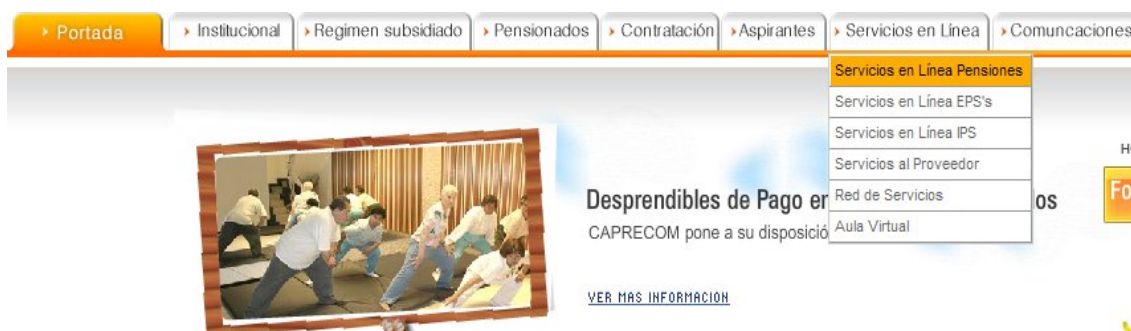 Portada Institucional Regimen subsidiado Pensionados Contratación Aspirantes Servicios en Línea Comuncaciones
Servicios en Línea Pensiones
Servicios en Línea EPS's
Servicios en Línea IPS
Servicios al Proveedor
Red de Servicios
Aula Virtual
Desprendibles de Pago en
CAPRECOM pone a su
VER MAS INFORMACION